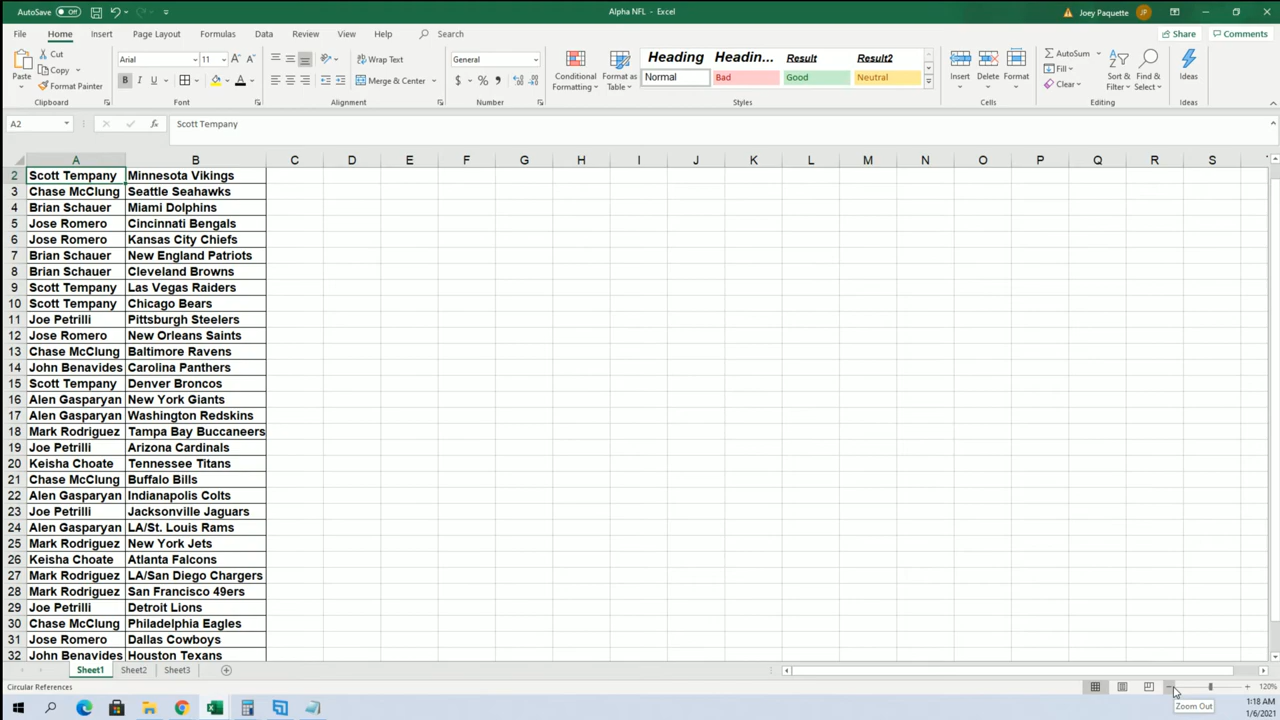 AutoSave Off
Alpha NFL - Excel
Joey Paquette JP
File Home Insert Page Layout Formulas Data Review View Help Search
Share Comments
Paste
Cut
Copy
Format Painter
Clipboard
Arial 11
B I U
Font
Wrap Text
Merge & Center
Alignment
General
Number
Conditional Formatting
Format as Table
Heading Headin... Result Result2
Normal Bad Good Neutral
Styles
Insert Delete Format
Cells
AutoSum
Fill
Clear
Sort & Filter
Find & Select
Editing
Ideas
Ideas
A2 fx Scott Tempany
A B C D E F G H I J K L M N O P Q R S
2 Scott Tempany Minnesota Vikings
3 Chase McClung Seattle Seahawks
4 Brian Schauer Miami Dolphins
5 Jose Romero Cincinnati Bengals
6 Jose Romero Kansas City Chiefs
7 Brian Schauer New England Patriots
8 Brian Schauer Cleveland Browns
9 Scott Tempany Las Vegas Raiders
10 Scott Tempany Chicago Bears
11 Joe Petrilli Pittsburgh Steelers
12 Jose Romero New Orleans Saints
13 Chase McClung Baltimore Ravens
14 John Benavides Carolina Panthers
15 Scott Tempany Denver Broncos
16 Alen Gasparyan New York Giants
17 Alen Gasparyan Washington Redskins
18 Mark Rodriguez Tampa Bay Buccaneers
19 Joe Petrilli Arizona Cardinals
20 Keisha Choate Tennessee Titans
21 Chase McClung Buffalo Bills
22 Alen Gasparyan Indianapolis Colts
23 Joe Petrilli Jacksonville Jaguars
24 Alen Gasparyan LA/St. Louis Rams
25 Mark Rodriguez New York Jets
26 Keisha Choate Atlanta Falcons
27 Mark Rodriguez LA/San Diego Chargers
28 Mark Rodriguez San Francisco 49ers
29 Joe Petrilli Detroit Lions
30 Chase McClung Philadelphia Eagles
31 Jose Romero Dallas Cowboys
32 John Benavides Houston Texans
Sheet1 Sheet2 Sheet3
Circular References
120%
Zoom Out
1:18 AM
1/6/2021